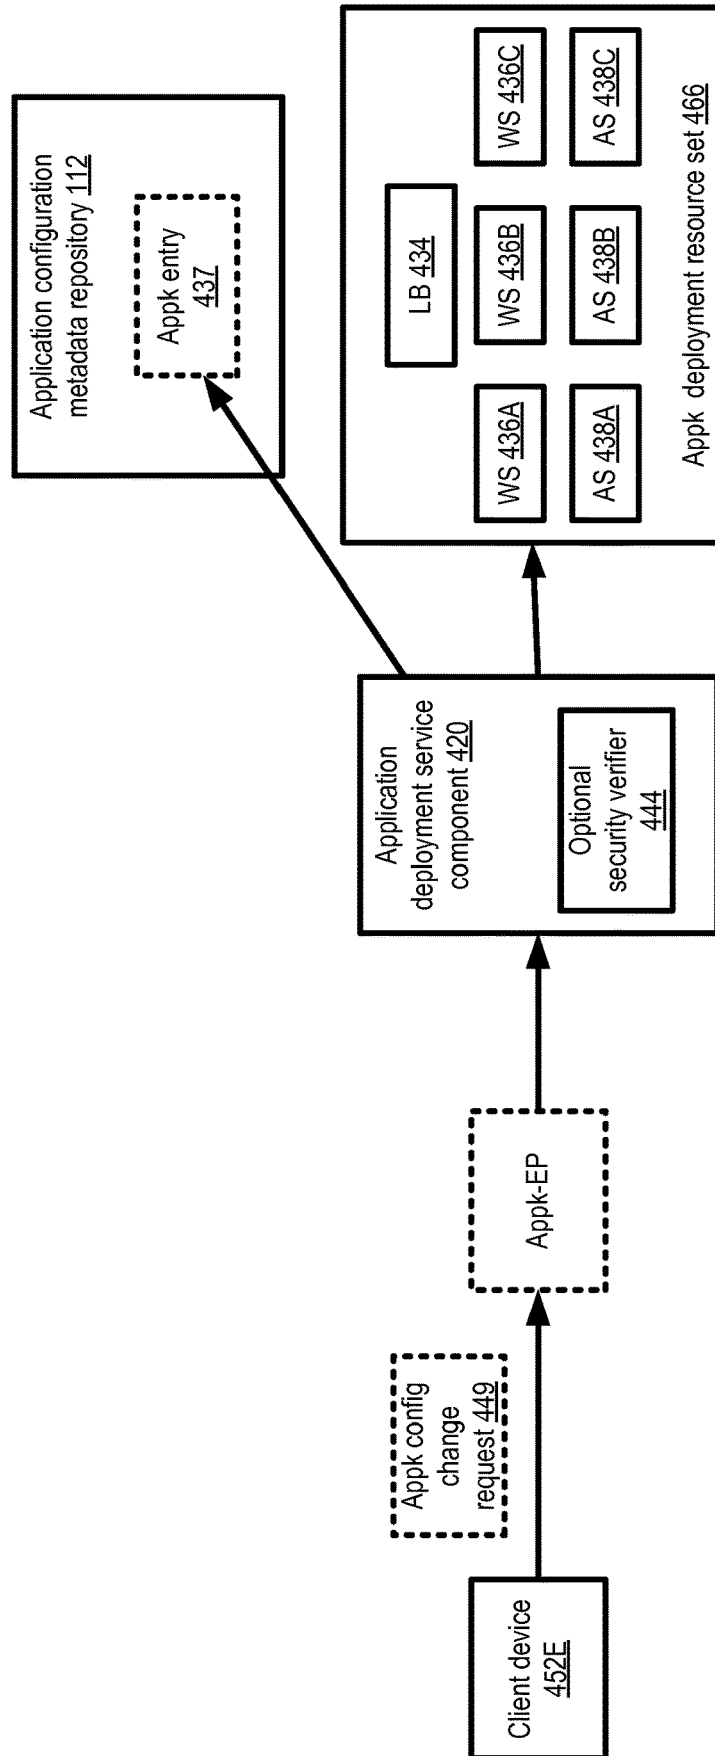 Application configuration
metadata repository 112
Appk entry
437
LB 434
WS 436A
WS 436B
WS 436C
AS 438A
AS 438B
AS 438C
Appk deployment resource set 466
Application
deployment service
component 420
Optional
security verifier
444
Appk-EP
Appk config
change
request 449
Client device
452E